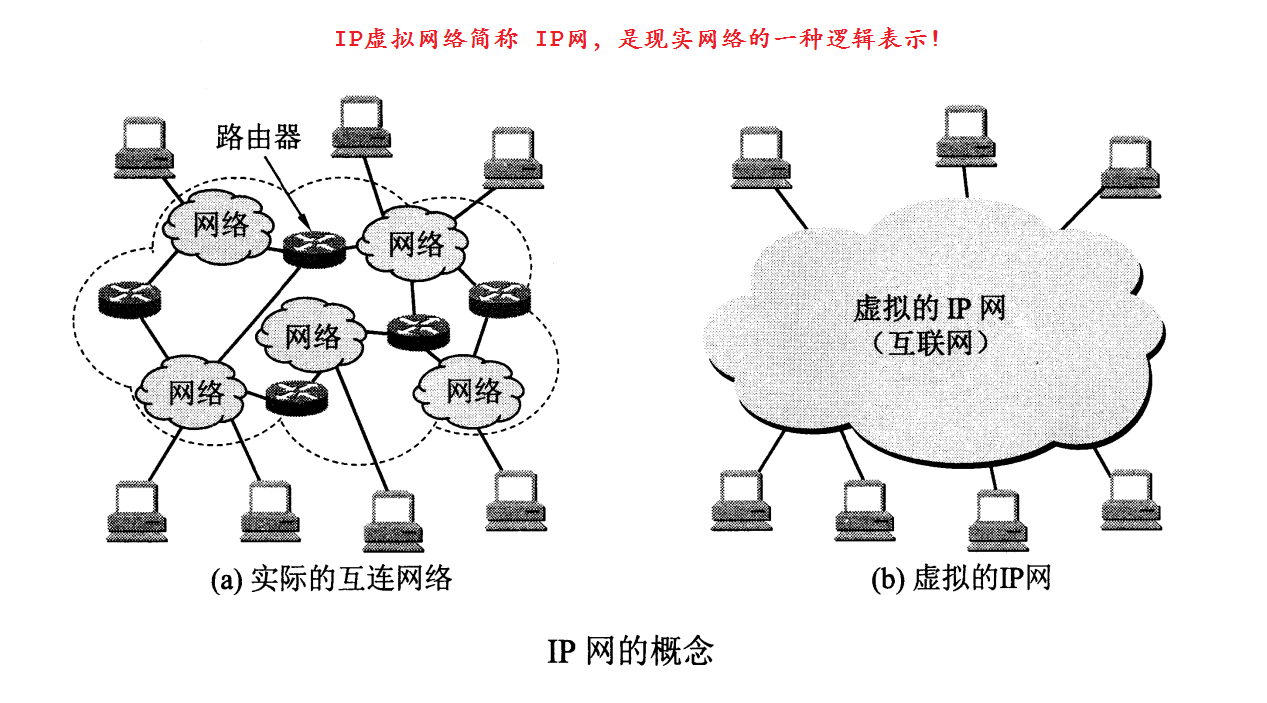 IP虚拟网络简称 IP网，是现实网络的一种逻辑表示!
路由器
网络
网络
网络
网络
网络
(a) 实际的互连网络
虚拟的 IP 网
（互联网）
(b) 虚拟的IP网
IP 网的概念